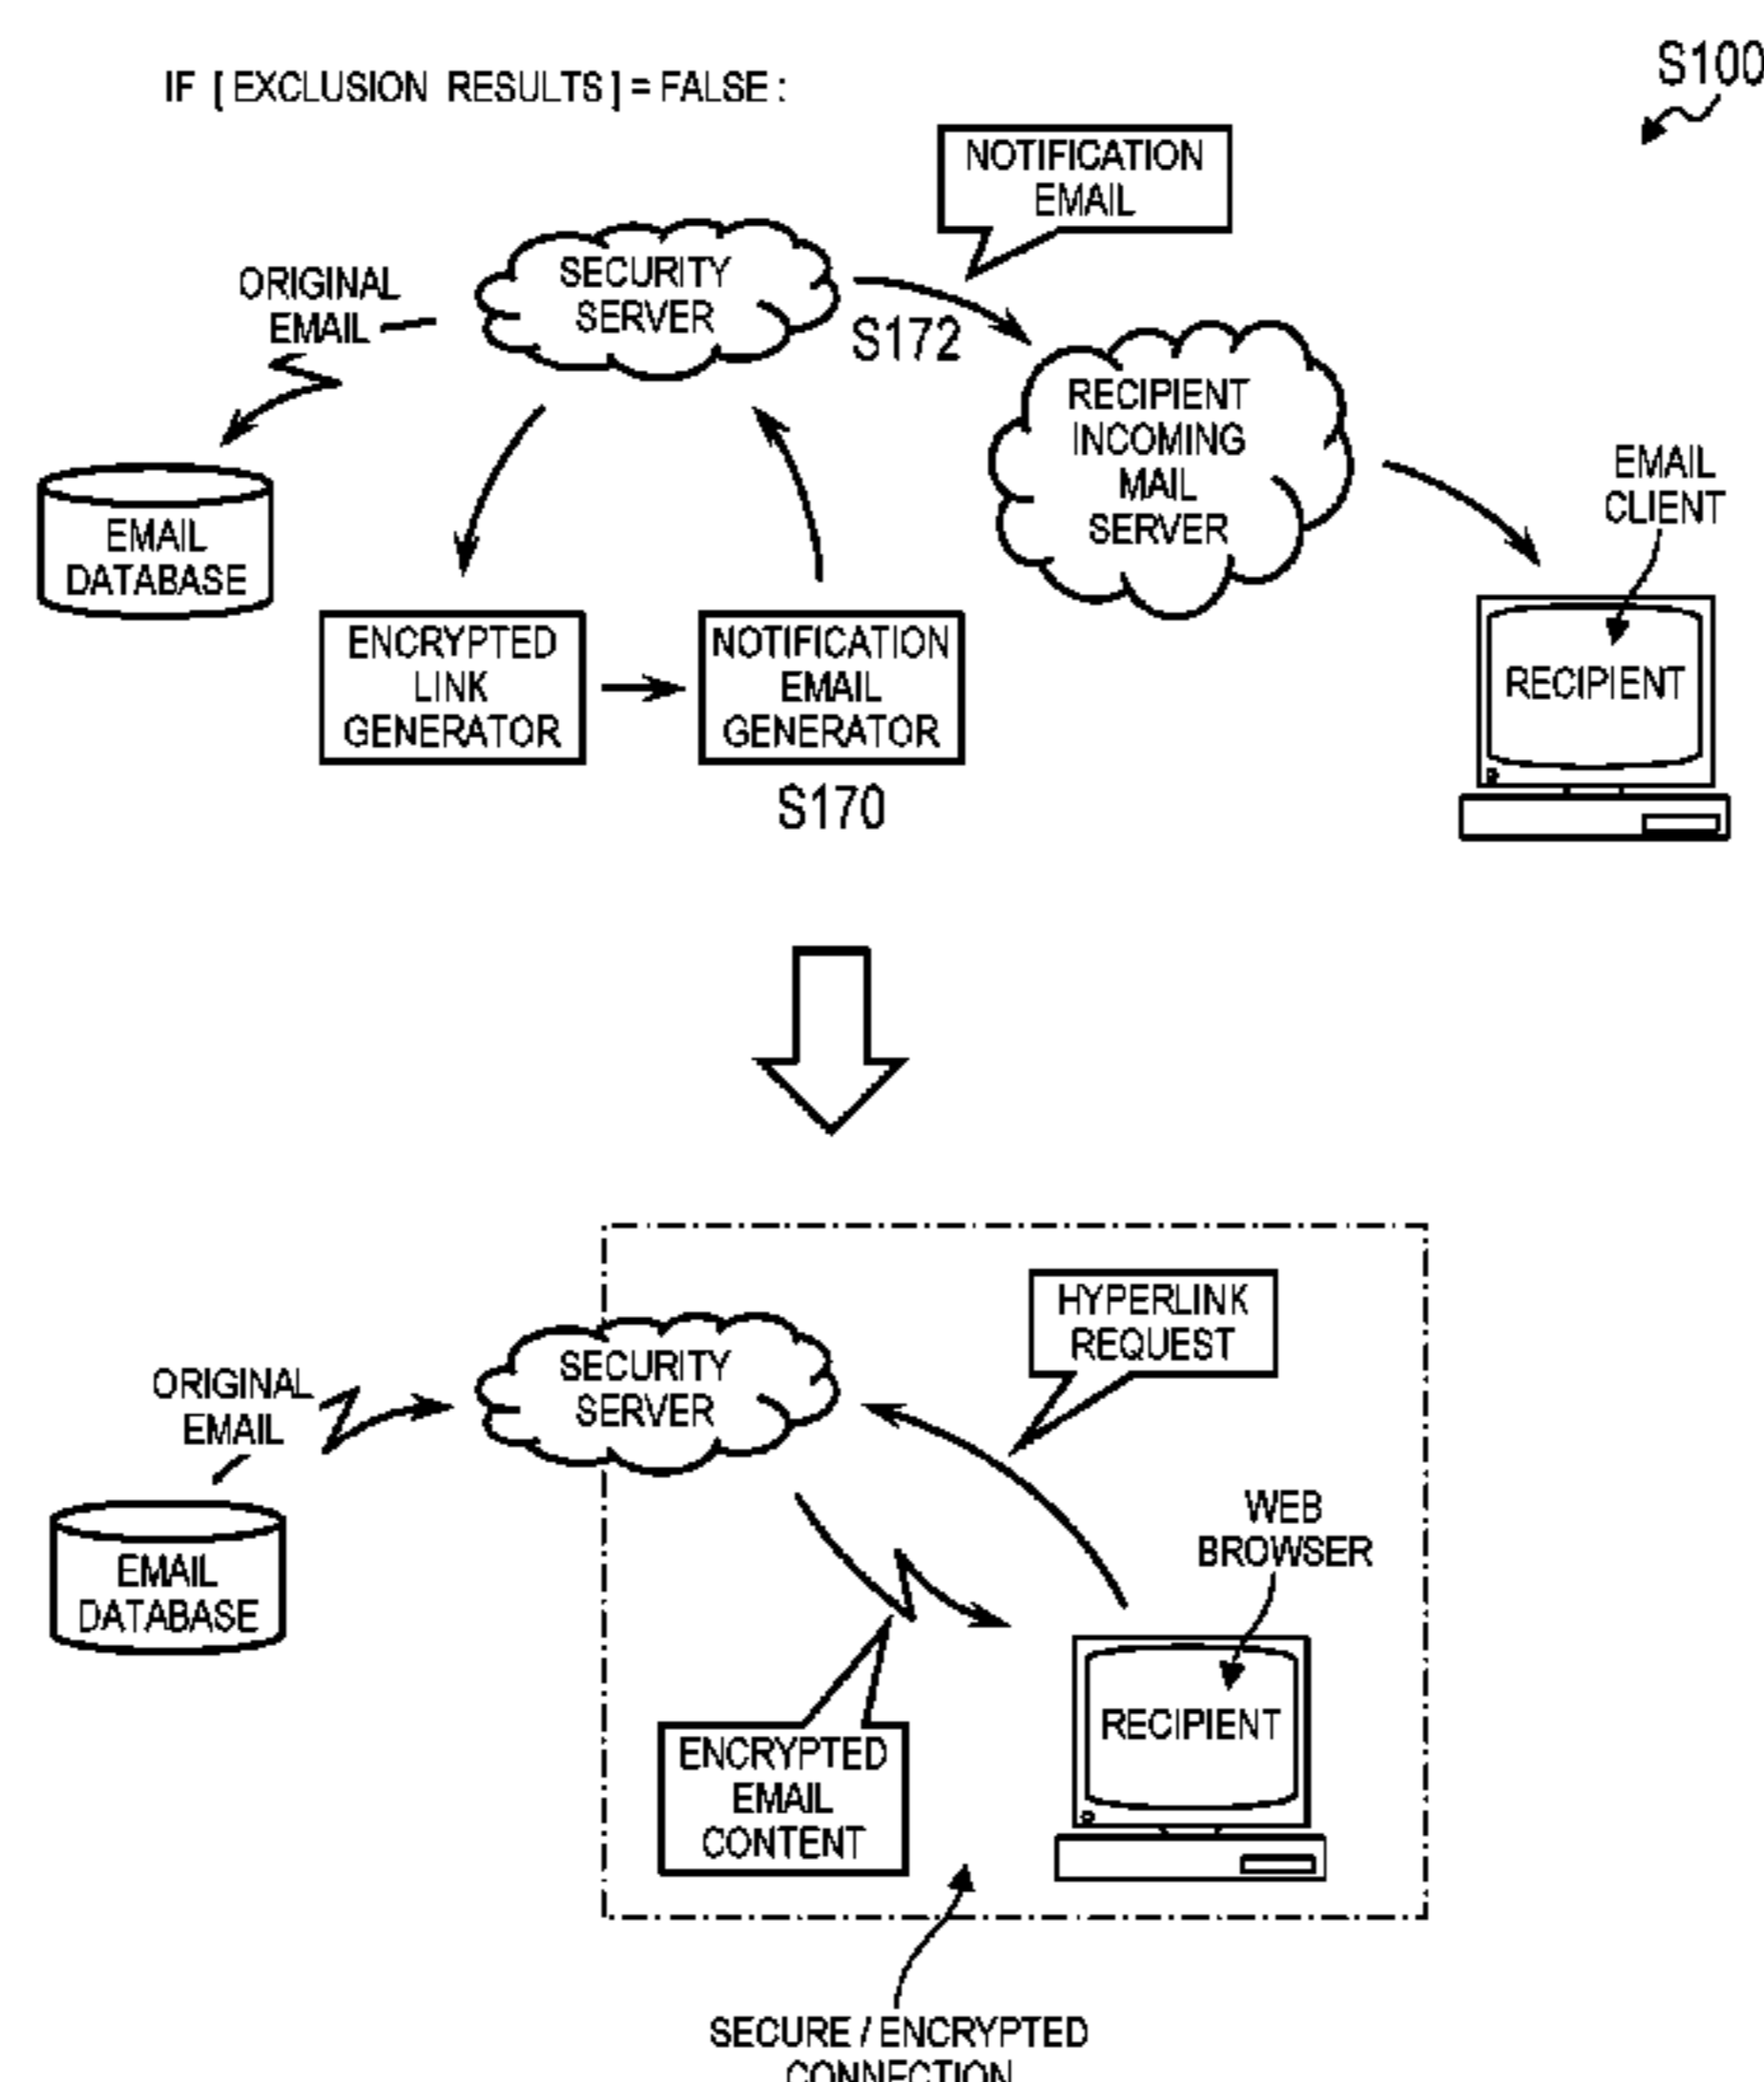 S100
IF [ EXCLUSION RESULTS ] = FALSE :
NOTIFICATION
EMAIL
ORIGINAL
EMAIL
SECURITY
SERVER
S172
RECIPIENT
INCOMING
MAIL
SERVER
EMAIL
CLIENT
EMAIL
DATABASE
ENCRYPTED
LINK
GENERATOR
NOTIFICATION
EMAIL
GENERATOR
S170
RECIPIENT
HYPERLINK
REQUEST
SECURITY
SERVER
ORIGINAL
EMAIL
EMAIL
DATABASE
WEB
BROWSER
RECIPIENT
ENCRYPTED
EMAIL
CONTENT
SECURE / ENCRYPTED
CONNECTION